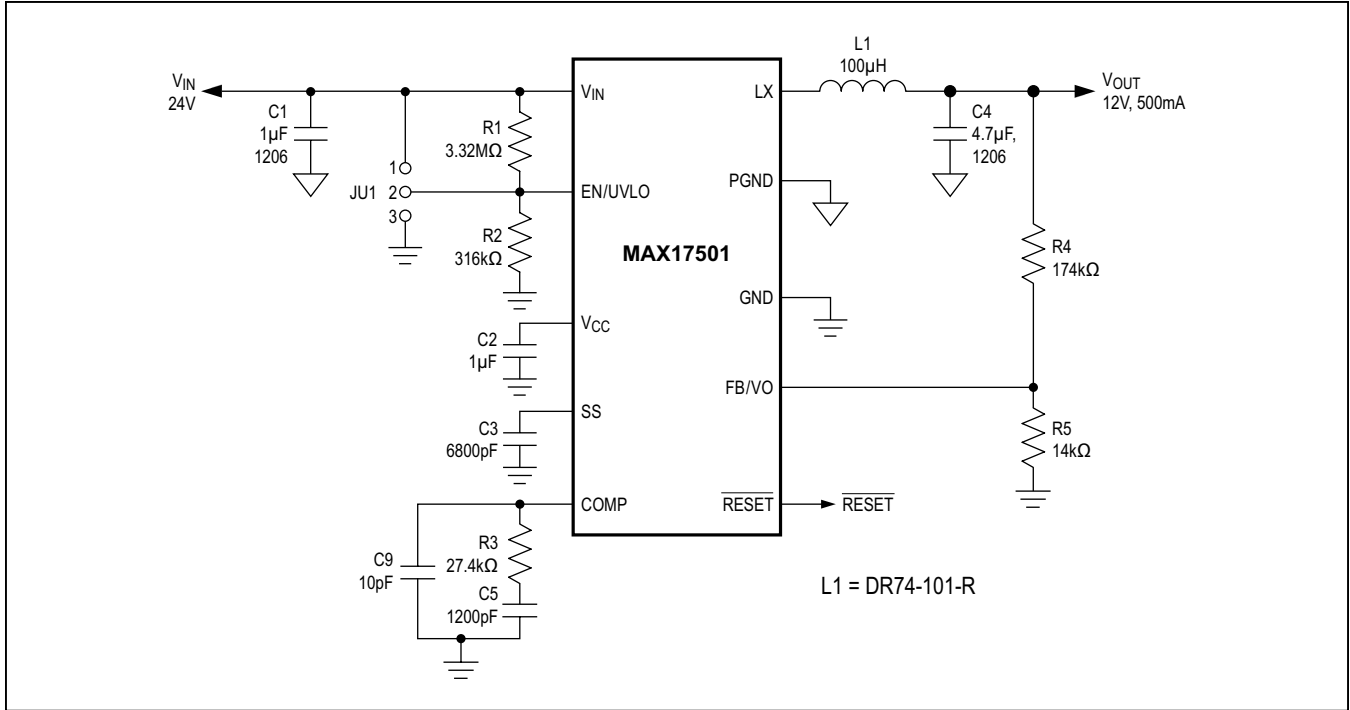 VIN
24V
C1
1µF
1206
JU1
1
2
3
R1
3.32MΩ
R2
316kΩ
C2
1µF
C3
6800pF
C9
10pF
R3
27.4kΩ
C5
1200pF
VIN
EN/UVLO
VCC
SS
COMP
MAX17501
LX
PGND
GND
FB/VO
RESET
RESET
L1
100µH
C4
4.7µF,
1206
VOUT
12V, 500mA
R4
174kΩ
R5
14kΩ
L1 = DR74-101-R